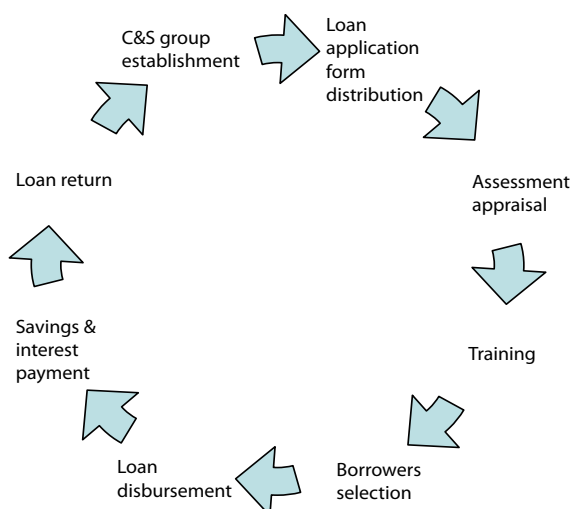 C&S group
establishment
Loan
application
form
distribution
Assessment
appraisal
Training
Borrowers
selection
Loan
disbursement
Savings &
interest
payment
Loan return